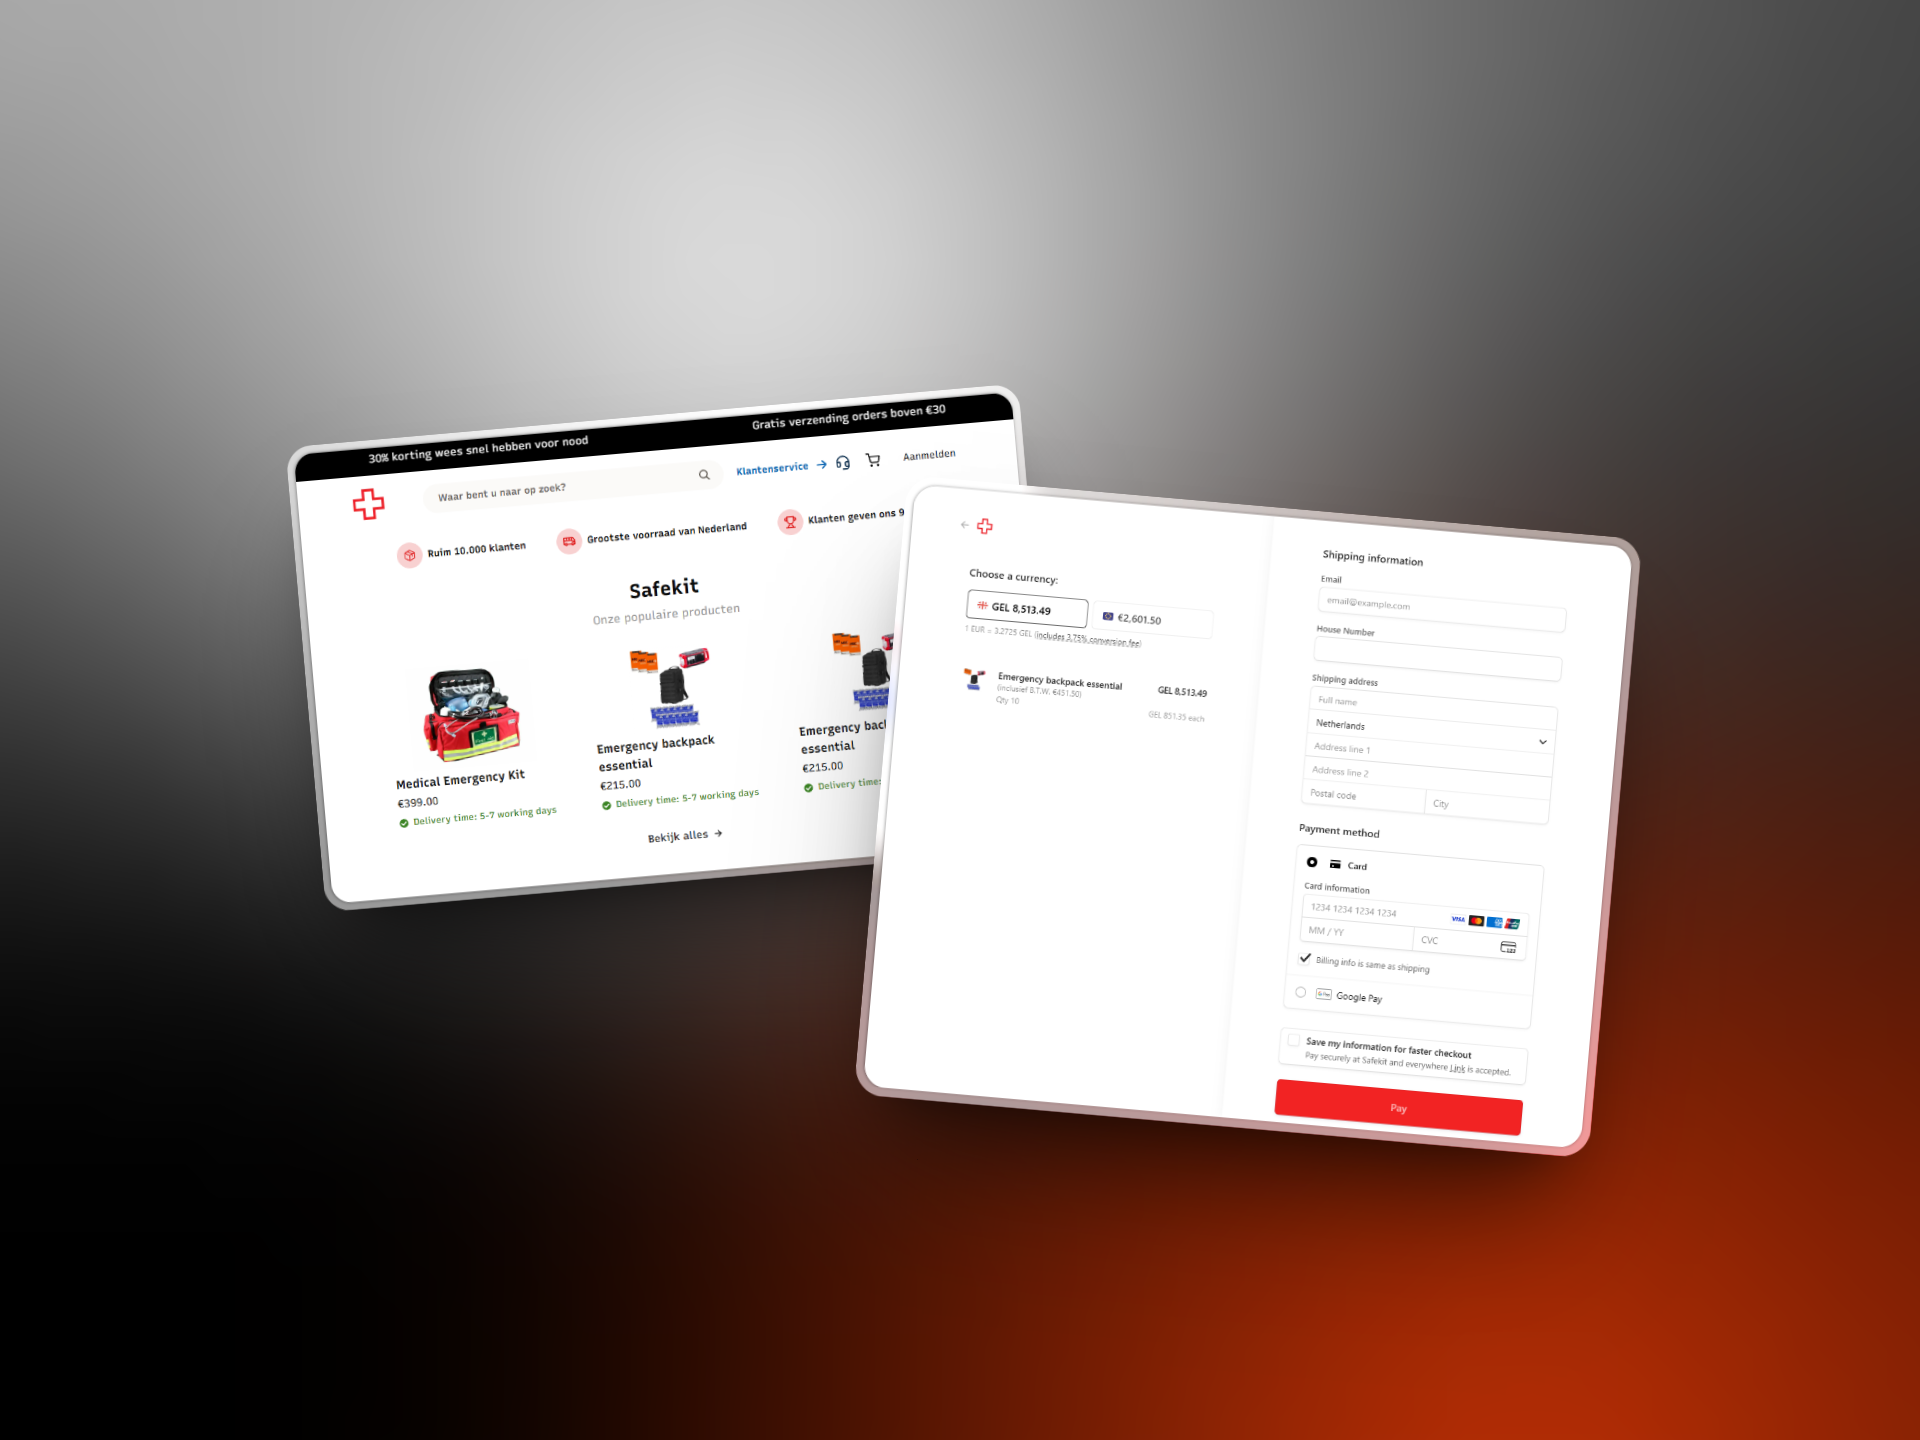 30% korting wees snel hebben voor nood
Gratis verzending orders boven €30
Waar bent u naar op zoek?
Klantenservice
Aanmelden
Ruim 10.000 klanten
Grootste voorraad van Nederland
Klanten geven ons 9
Safekit
Onze populaire producten
Medical Emergency Kit
€399.00
Delivery time: 5-7 working days
Emergency backpack
essential
€215.00
Delivery time: 5-7 working days
Emergency bac
essential
€215.00
Delivery time:
Bekijk alles
Choose a currency:
GEL 8,513.49
€2,601.50
1 EUR = 3.2725 GEL (includes 3.75% conversion fee)
Emergency backpack essential
GEL 8,513.49
(inclusief B.T.W. €451.50)
Qty 10
GEL 851.35 each
Shipping information
Email
email@example.com
House Number
Shipping address
Full name
Netherlands
Address line 1
Address line 2
Postal code
City
Payment method
Card
Card information
1234 1234 1234 1234
VISA
MM / YY
CVC
Billing info is same as shipping
Google Pay
Save my information for faster checkout
Pay securely at Safekit and everywhere Link is accepted.
Pay